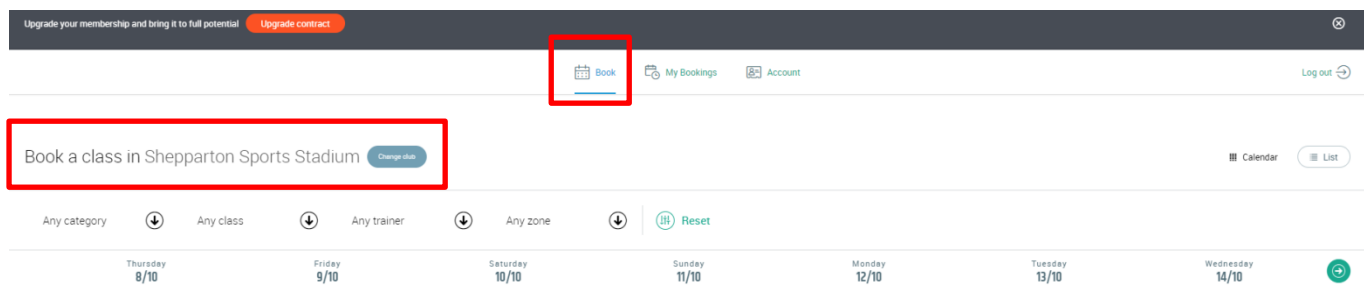 Upgrade your membership and bring it to full potential Upgrade contract
Book My Bookings Account Log out
Book a class in Shepparton Sports Stadium Change club Calendar List
Any category Any class Any trainer Any zone Reset
Thursday Friday Saturday Sunday Monday Tuesday Wednesday
8/10 9/10 10/10 11/10 12/10 13/10 14/10